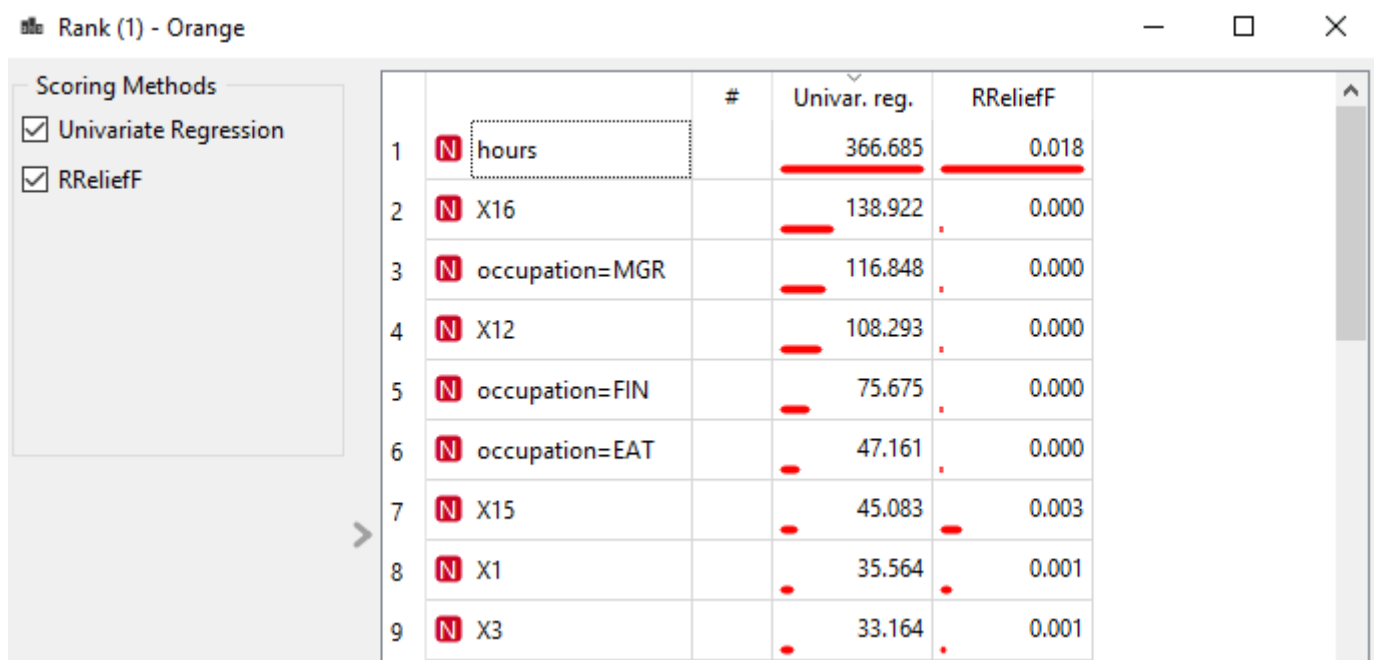 Rank (1) - Orange
Scoring Methods
Univariate Regression
RReliefF
# Univar. reg. RReliefF
1 N hours 366.685 0.018
2 N X16 138.922 0.000
3 N occupation=MGR 116.848 0.000
4 N X12 108.293 0.000
5 N occupation=FIN 75.675 0.000
6 N occupation=EAT 47.161 0.000
7 N X15 45.083 0.003
8 N X1 35.564 0.001
9 N X3 33.164 0.001